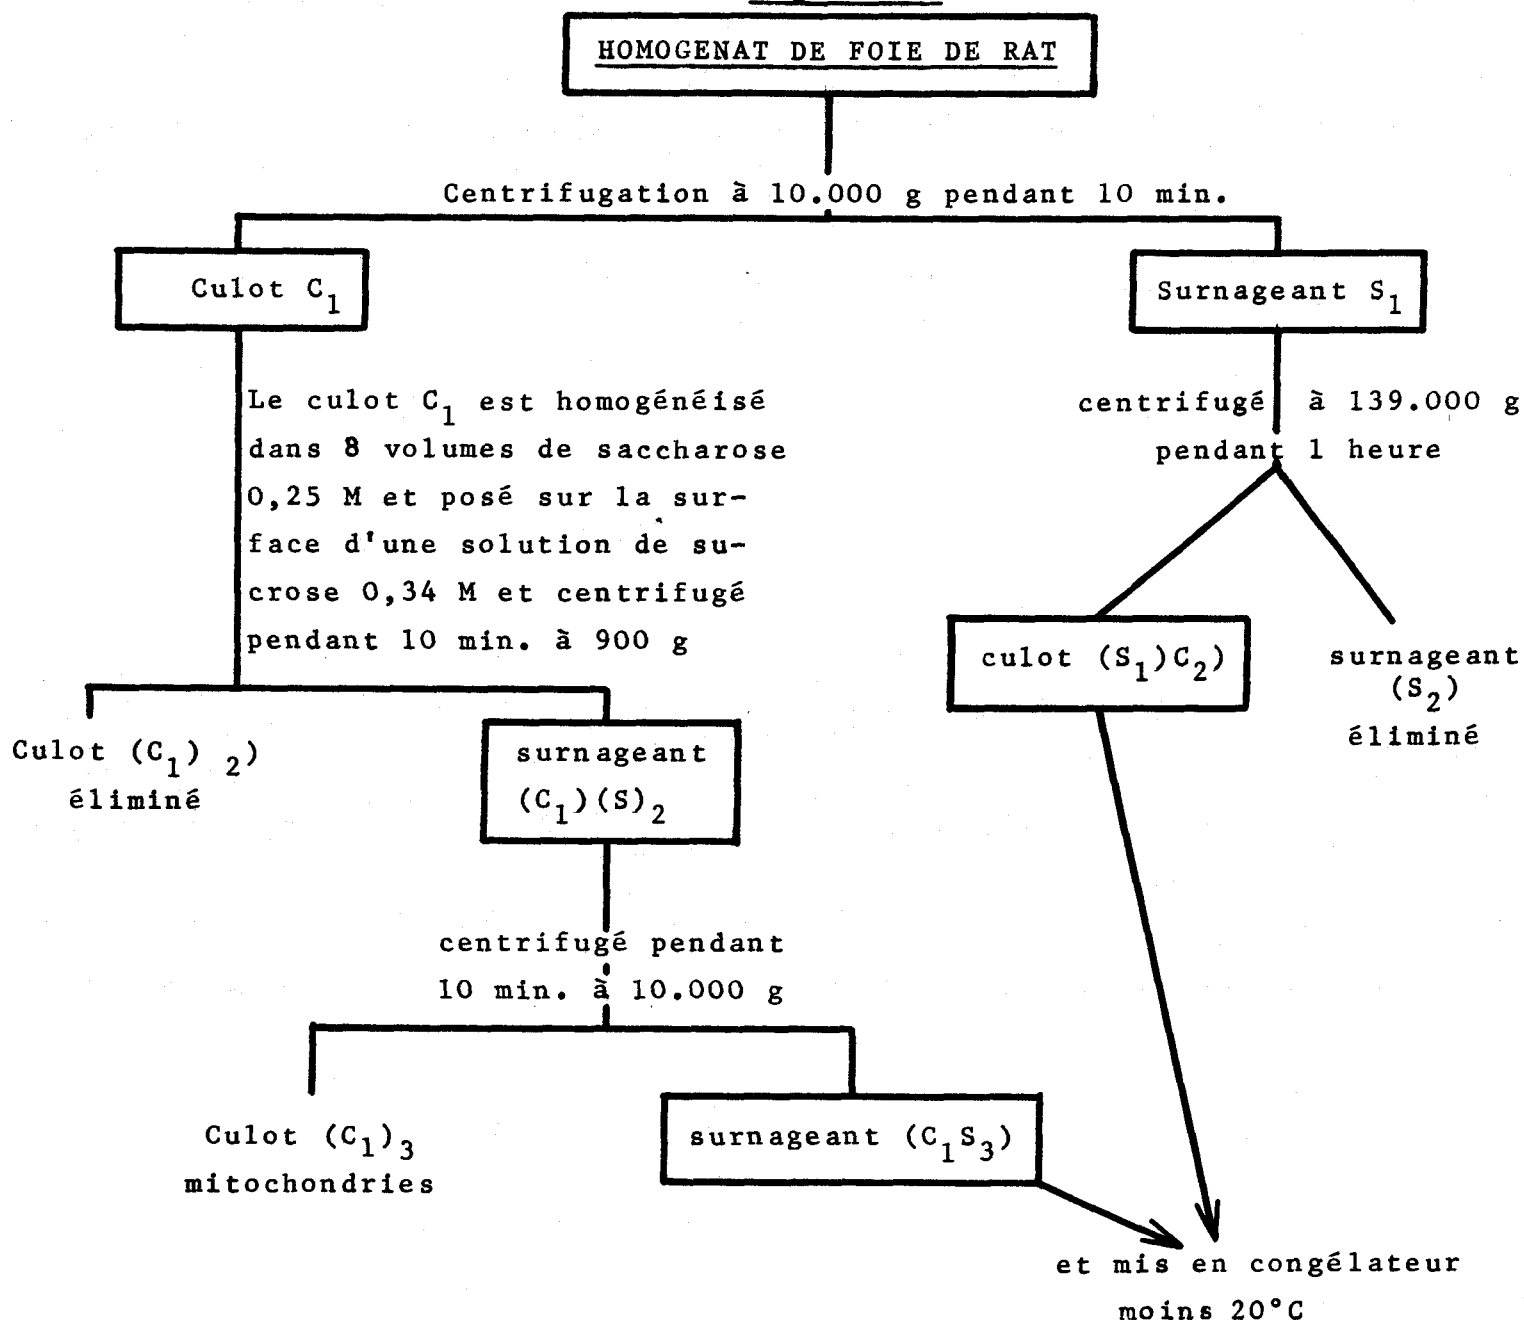 HOMOGENAT DE FOIE DE RAT
Centrifugation à 10.000 g pendant 10 min.
Culot C1
Surnageant S1
Le culot C1 est homogénéisé
dans 8 volumes de saccharose
0,25 M et posé sur la sur-
face d'une solution de su-
crose 0,34 M et centrifugé
pendant 10 min. à 900 g
centrifugé à 139.000 g
pendant 1 heure
culot (S1)C2)
surnageant
(S2)
éliminé
Culot (C1) 2)
éliminé
surnageant
(C1)(S)2
centrifugé pendant
10 min. à 10.000 g
Culot (C1)3
mitochondries
surnageant (C1S3)
et mis en congélateur
moins 20°C